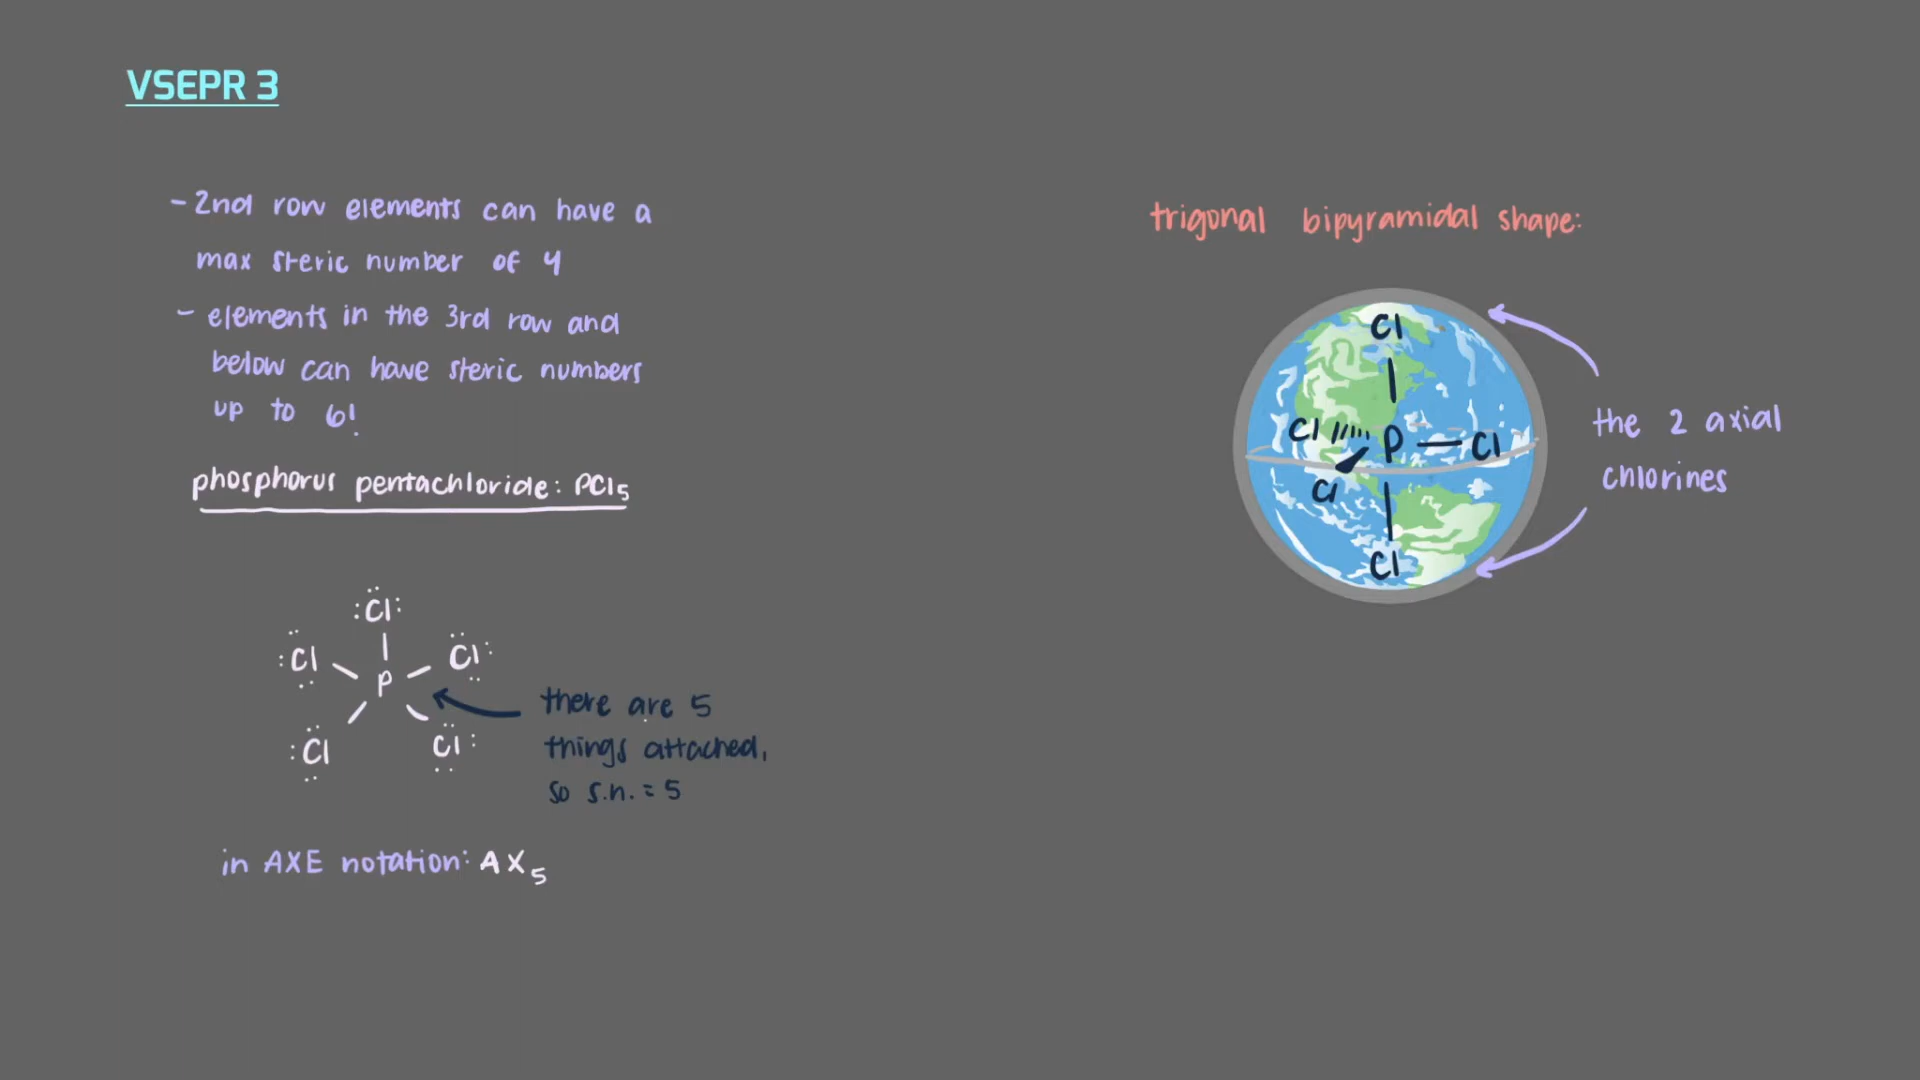 VSEPR 3
- 2nd row elements can have a
max steric number of 4
- elements in the 3rd row and
below can have steric numbers
up to 6!
phosphorus pentachloride: PCl₅
:Cl:
:Cl
Cl:
P
:Cl
Cl:
there are 5
things attached,
so s.n. = 5
in AXE notation: AX₅
trigonal bipyramidal shape:
Cl
Cl P Cl
Cl
Cl
the 2 axial
chlorines